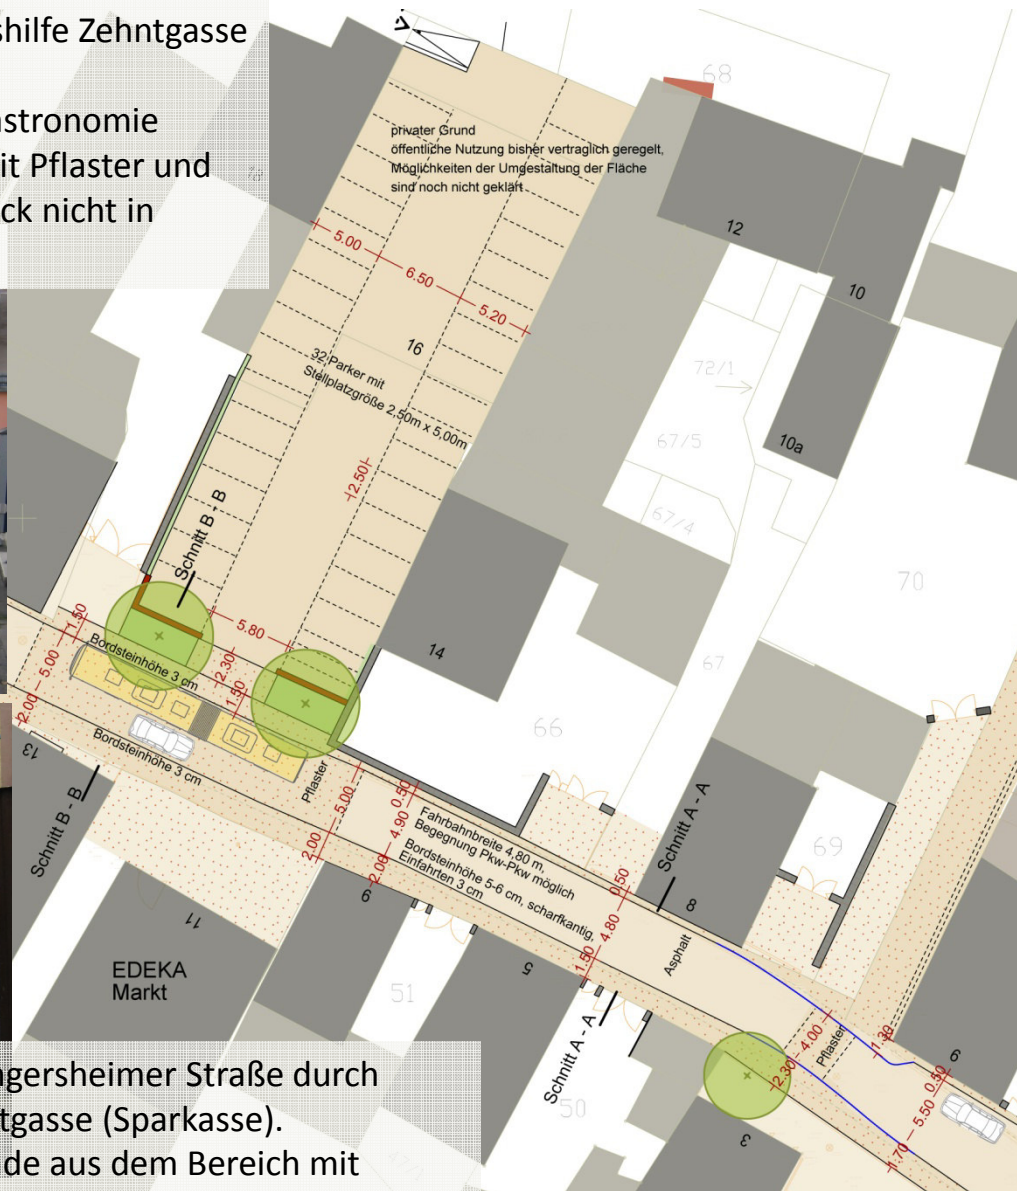 shilfe Zehntgasse
astronomie
it Pflaster und
ck nicht in
68
privater Grund
öffentliche Nutzung bisher vertraglich geregelt,
Möglichkeiten der Umgestaltung der Fläche
sind noch nicht geklärt
12
10
5.00
6.50
5.20
16
32 Parker mit
Stellplatzgröße 2,50m x 5,00m
72/1
10a
67/5
2.50
67/4
Schnitt B - B
70
1.50
5.00
2.00
Bordsteinhöhe 3 cm
5.80
2.30
1.50
14
67
66
13
Bordsteinhöhe 3 cm
Pflaster
Schnitt B - B
5.00
2.00
0.50
4.90
2.00
Fahrbahnbreite 4,80 m,
Begegnung Pkw-Pkw möglich
Bordsteinhöhe 5-6 cm, scharfkantig,
Einfahrten 3 cm
Schnitt A - A
69
0.50
4.80
1.50
8
Asphalt
9
11
5
EDEKA
Markt
51
Schnitt A - A
50
4.00
2.30
Pflaster
1.30
6
0.50
5.50
1.70
3
ngersheimer Straße durch
tgasse (Sparkasse).
de aus dem Bereich mit